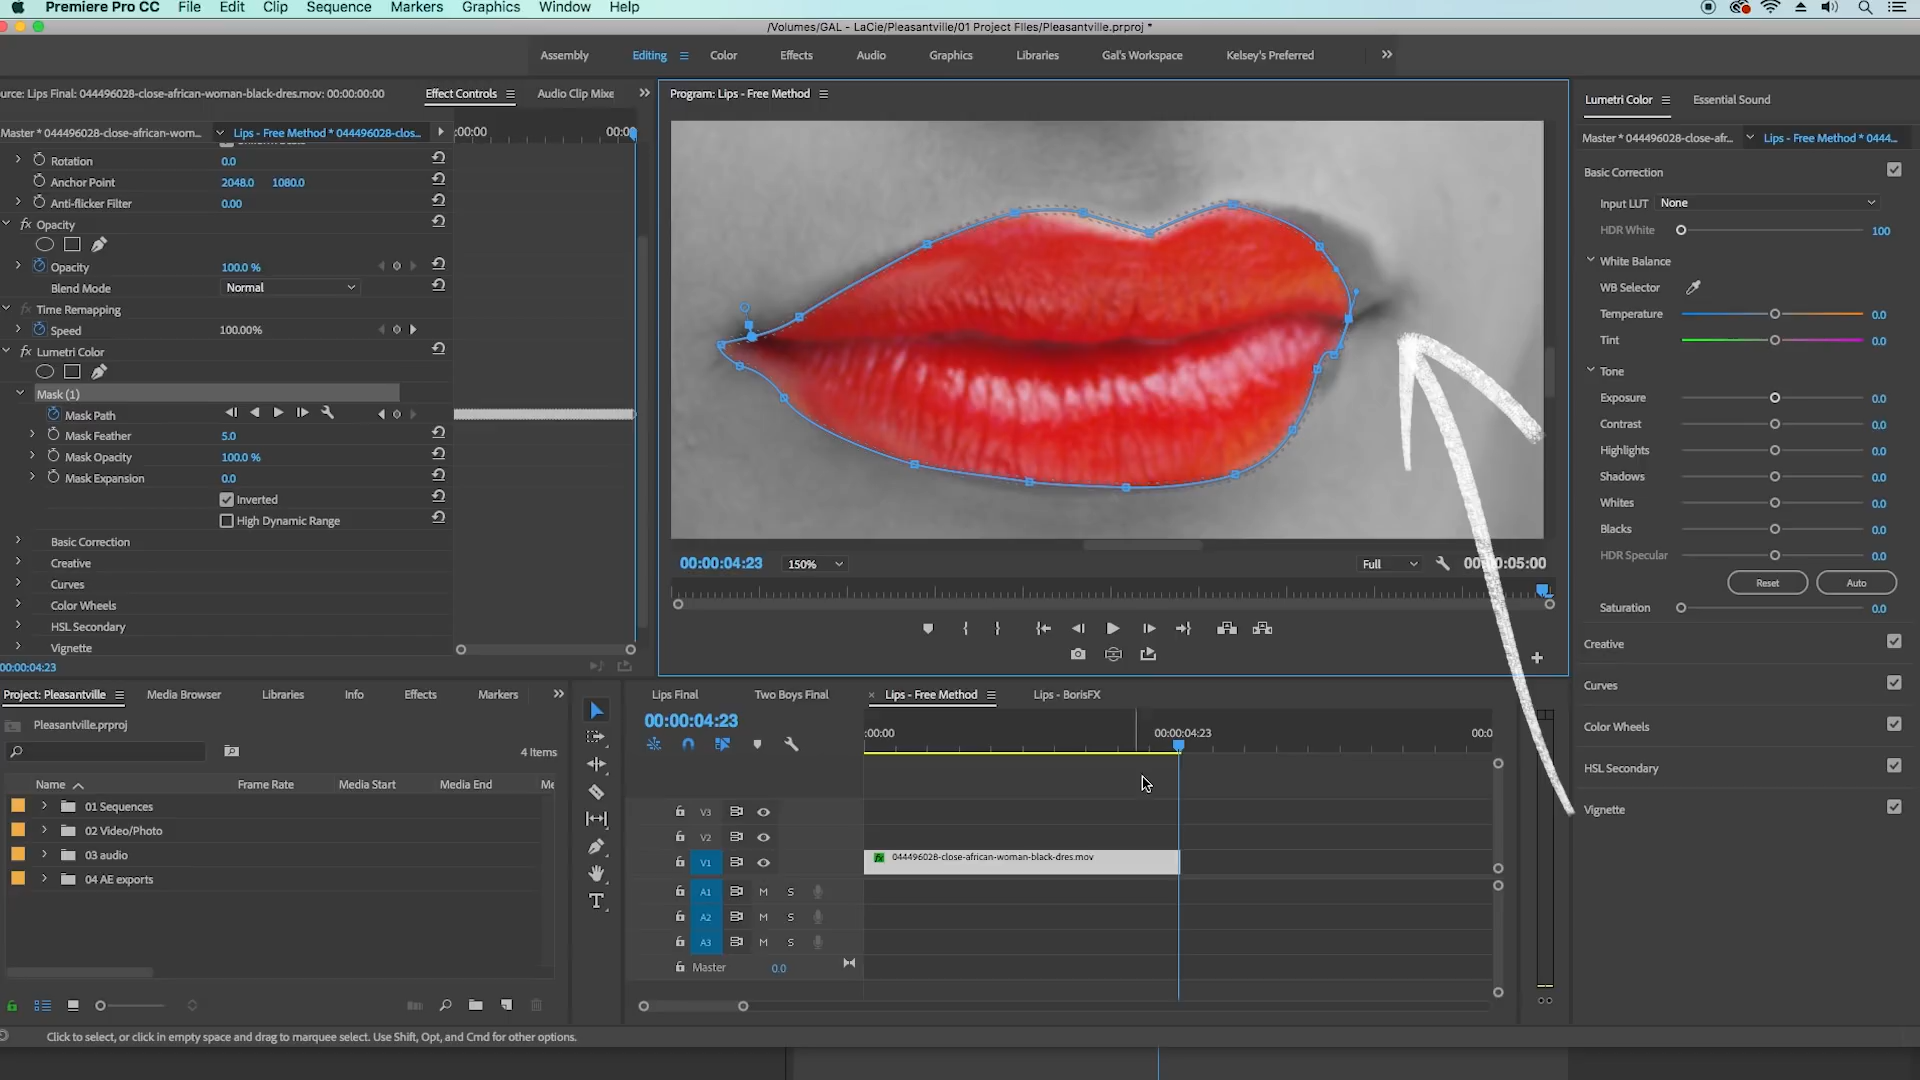 Premiere Pro CC File Edit Clip Sequence Markers Graphics Window Help
/Volumes/GAL - LaCie/Pleasantville/01 Project Files/Pleasantville.prproj *
Assembly Editing Color Effects Audio Graphics Libraries Gal's Workspace Kelsey's Preferred
urce: Lips Final: 044496028-close-african-woman-black-dres.mov: 00:00:00:00 Effect Controls Audio Clip Mixe
Master * 044496028-close-african-wom... Lips - Free Method * 044496028-clos... :00:00 00:00
Rotation 0.0
Anchor Point 2048.0 1080.0
Anti-flicker Filter 0.00
fx Opacity
Opacity 100.0 %
Blend Mode Normal
fx Time Remapping
Speed 100.00%
fx Lumetri Color
Mask (1)
Mask Path
Mask Feather 5.0
Mask Opacity 100.0 %
Mask Expansion 0.0
Inverted
High Dynamic Range
Basic Correction
Creative
Curves
Color Wheels
HSL Secondary
Vignette
00:00:04:23
Program: Lips - Free Method
00:00:04:23 150% Full 00:00:05:00
Lumetri Color Essential Sound
Master * 044496028-close-afr... Lips - Free Method * 0444...
Basic Correction
Input LUT None
HDR White 100
White Balance
WB Selector
Temperature 0.0
Tint 0.0
Tone
Exposure 0.0
Contrast 0.0
Highlights 0.0
Shadows 0.0
Whites 0.0
Blacks 0.0
HDR Specular 0.0
Reset Auto
Saturation 0.0
Creative
Curves
Color Wheels
HSL Secondary
Vignette
Project: Pleasantville Media Browser Libraries Info Effects Markers
Pleasantville.prproj
4 Items
Name Frame Rate Media Start Media End Me
01 Sequences
02 Video/Photo
03 audio
04 AE exports
Lips Final Two Boys Final × Lips - Free Method Lips - BorisFX
00:00:04:23
:00:00 00:00:04:23 00:0
V3
V2
V1 fx 044496028-close-african-woman-black-dres.mov
A1 M S
A2 M S
A3 M S
Master 0.0
Click to select, or click in empty space and drag to marquee select. Use Shift, Opt, and Cmd for other options.